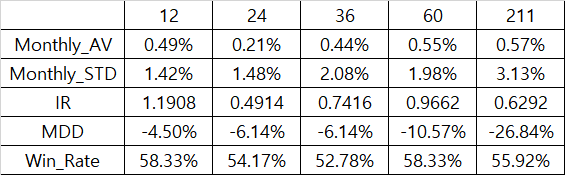 12 24 36 60 211
Monthly_AV 0.49% 0.21% 0.44% 0.55% 0.57%
Monthly_STD 1.42% 1.48% 2.08% 1.98% 3.13%
IR 1.1908 0.4914 0.7416 0.9662 0.6292
MDD -4.50% -6.14% -6.14% -10.57% -26.84%
Win_Rate 58.33% 54.17% 52.78% 58.33% 55.92%